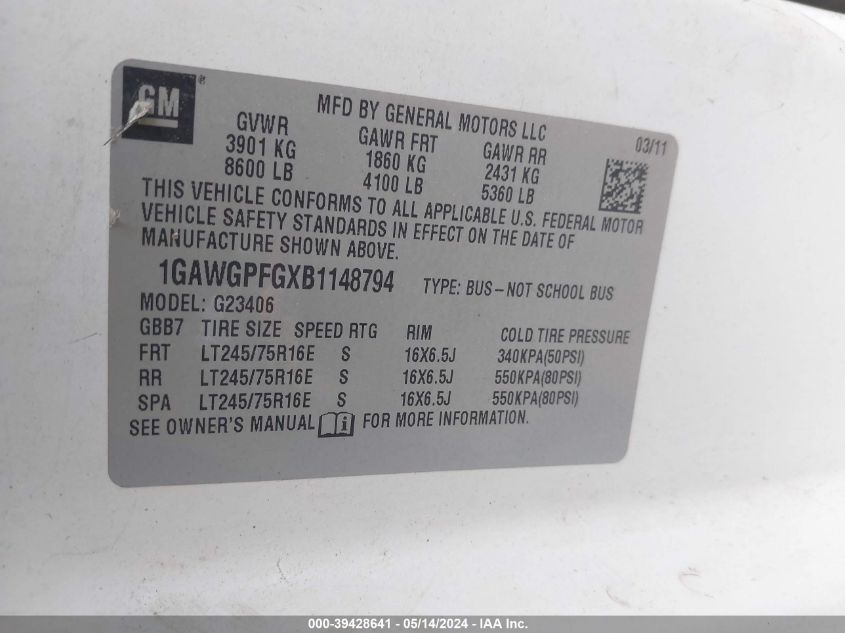 GM®
MFD BY GENERAL MOTORS LLC
03/11
GVWR GAWR FRT GAWR RR
3901 KG 1860 KG 2431 KG
8600 LB 4100 LB 5360 LB
THIS VEHICLE CONFORMS TO ALL APPLICABLE U.S. FEDERAL MOTOR
VEHICLE SAFETY STANDARDS IN EFFECT ON THE DATE OF
MANUFACTURE SHOWN ABOVE.
1GAWGPFGXB1148794 TYPE: BUS-NOT SCHOOL BUS
MODEL: G23406
GBB7 TIRE SIZE SPEED RTG RIM COLD TIRE PRESSURE
FRT LT245/75R16E S 16X6.5J 340KPA(50PSI)
RR LT245/75R16E S 16X6.5J 550KPA(80PSI)
SPA LT245/75R16E S 16X6.5J 550KPA(80PSI)
SEE OWNER'S MANUAL i FOR MORE INFORMATION.
000-39428641 - 05/14/2024 - IAA Inc.